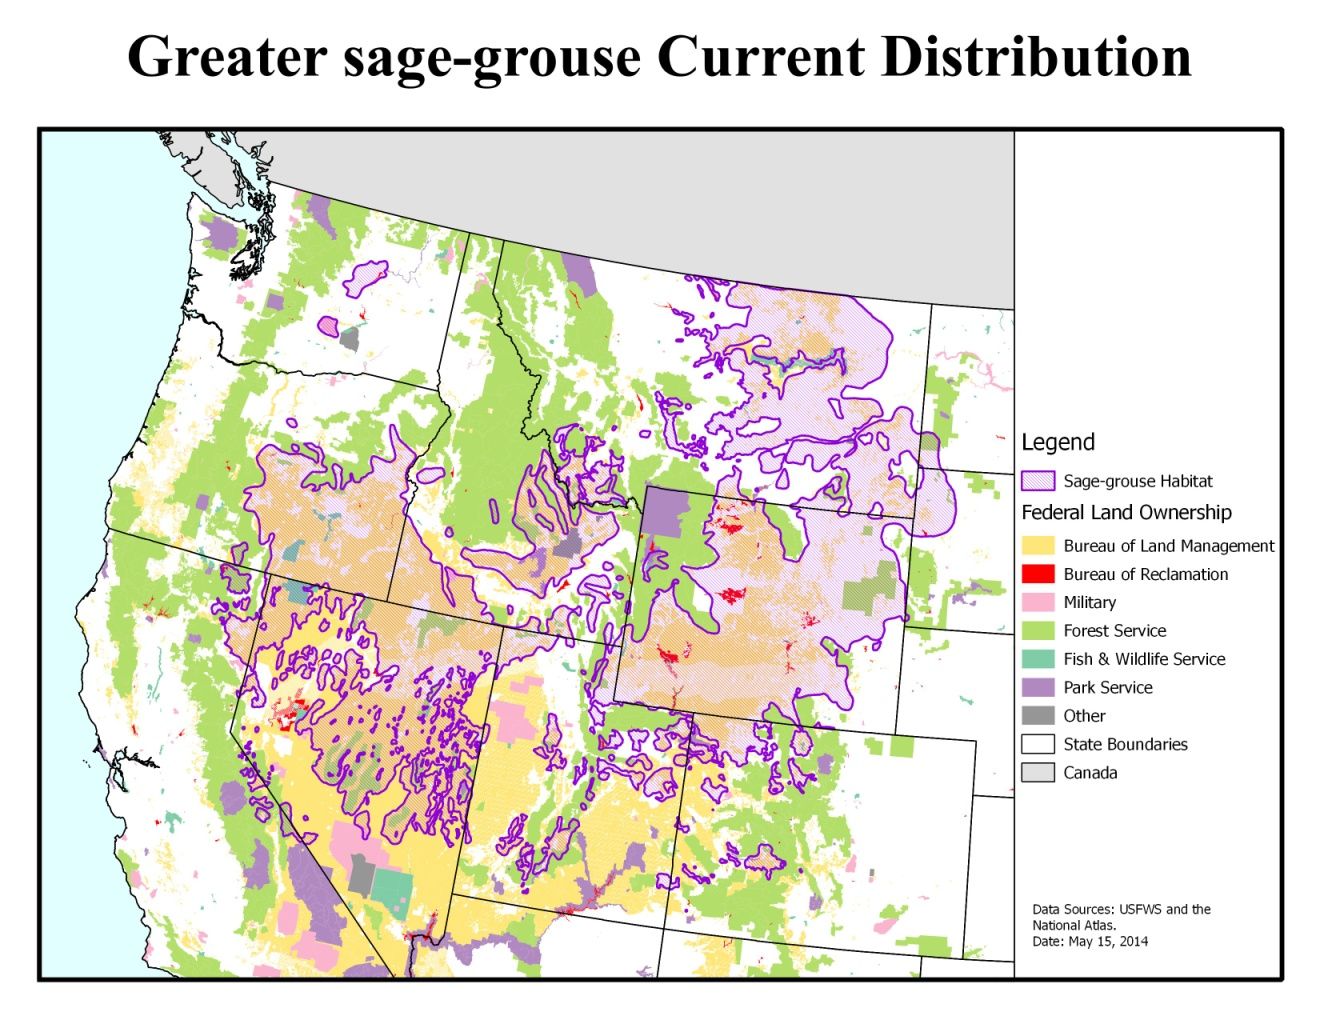 Greater sage-grouse Current Distribution
Legend
Sage-grouse Habitat
Federal Land Ownership
Bureau of Land Management
Bureau of Reclamation
Military
Forest Service
Fish & Wildlife Service
Park Service
Other
State Boundaries
Canada
Data Sources: USFWS and the
National Atlas.
Date: May 15, 2014